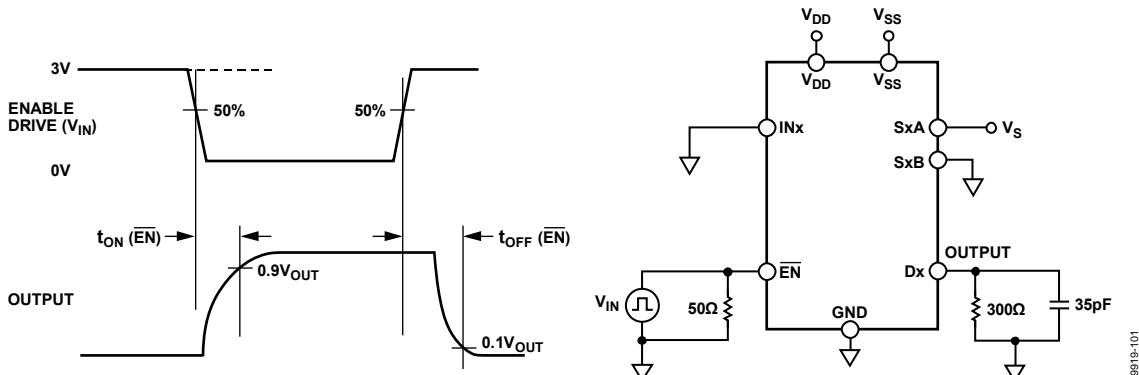 3V
ENABLE
DRIVE (VIN)
50%
50%
0V
tON (EN)
tOFF (EN)
0.9VOUT
OUTPUT
0.1VOUT
VDD
VSS
VDD
VSS
INx
SxA
VS
SxB
OUTPUT
EN
Dx
VIN
50Ω
GND
300Ω
35pF
9919-101